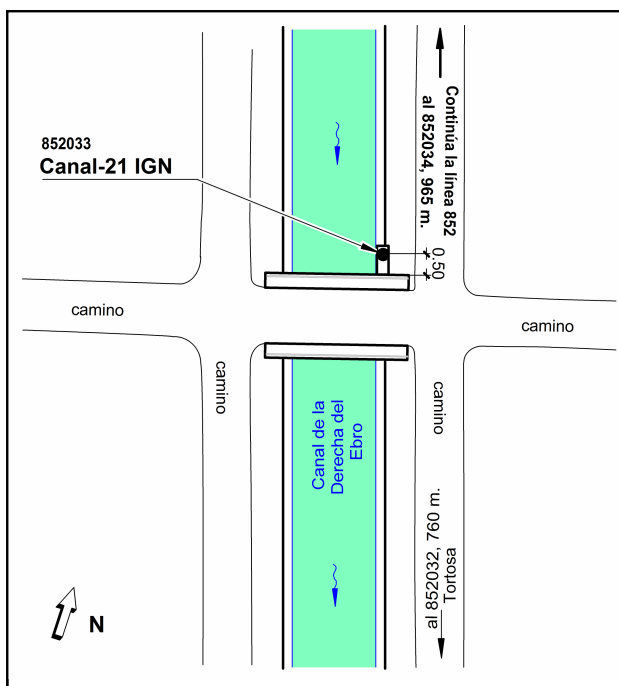 852033
Canal-21 IGN
Continúa la línea 852
al 852034, 965 m.
0.50
camino
camino
camino
camino
Canal de la
Derecha del
Ebro
al 852032, 760 m.
Tortosa
N